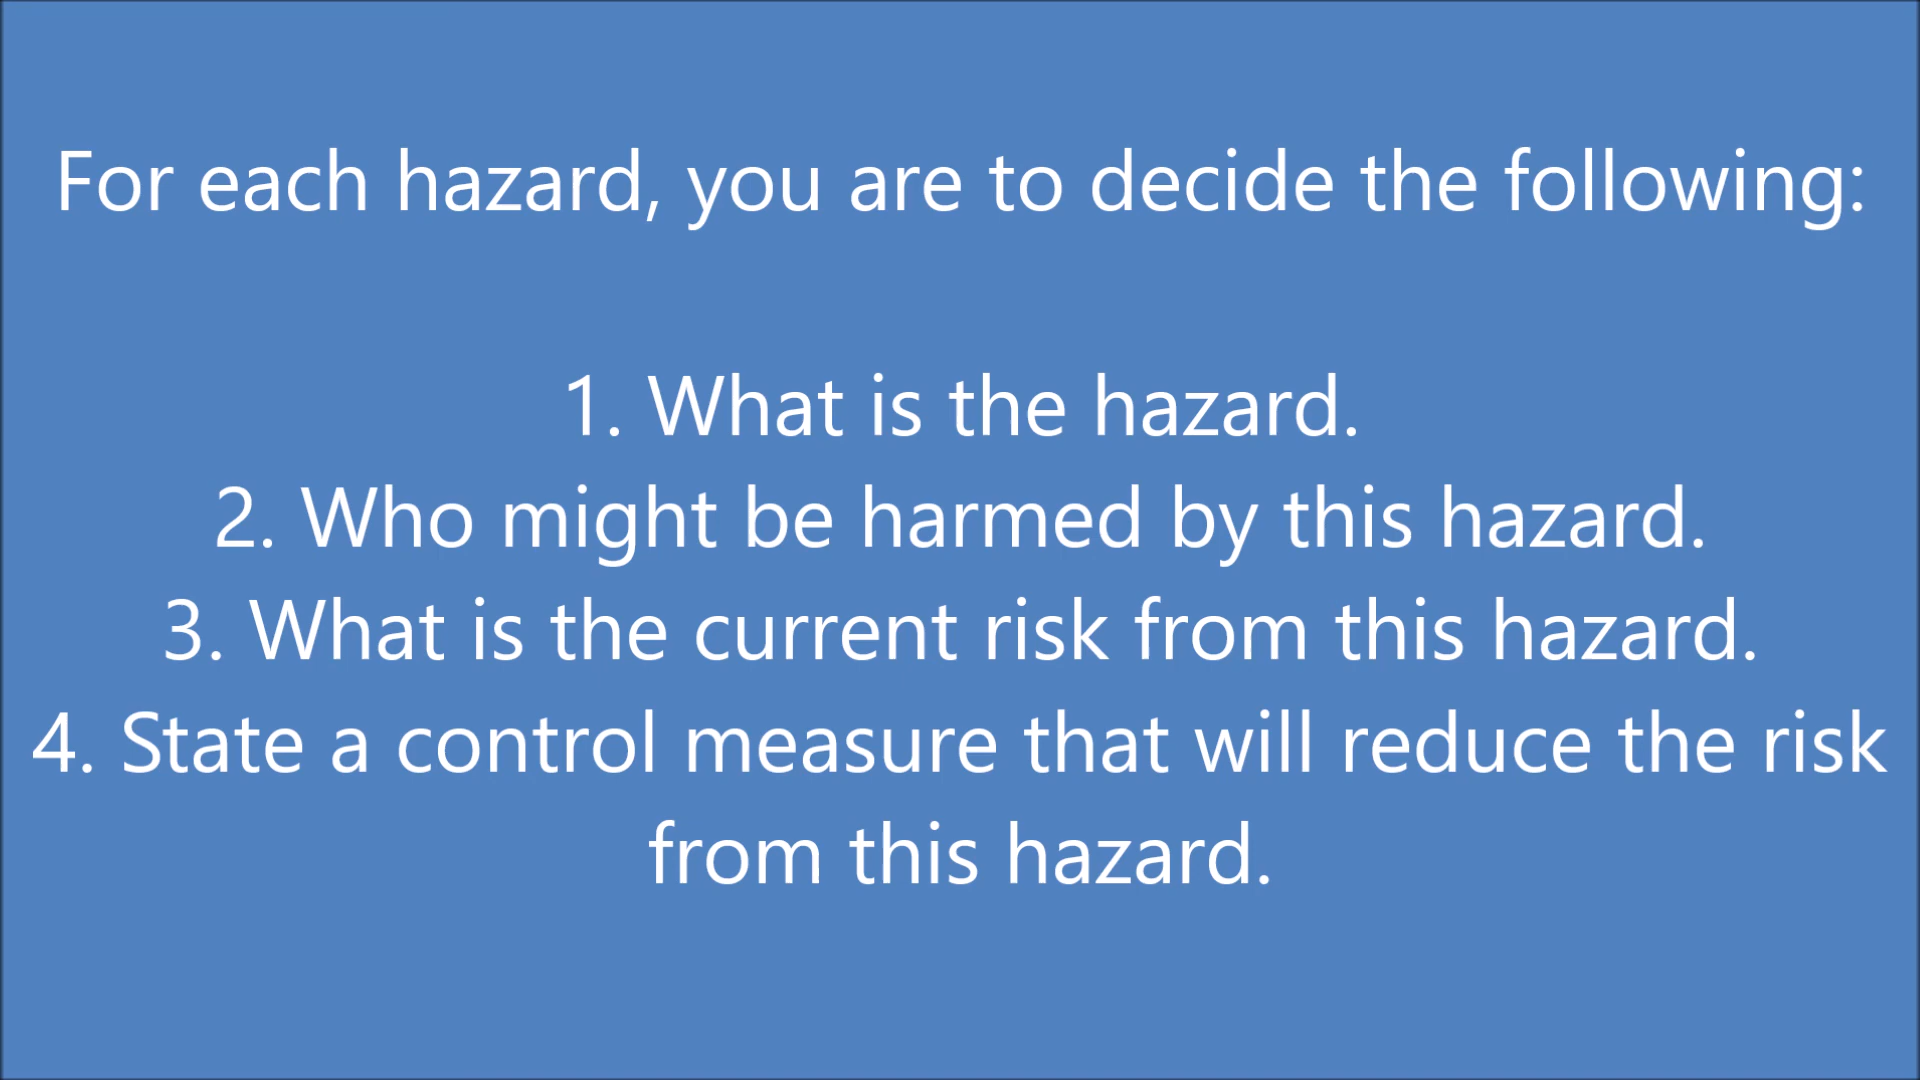 For each hazard, you are to decide the following:
1. What is the hazard.
2. Who might be harmed by this hazard.
3. What is the current risk from this hazard.
4. State a control measure that will reduce the risk
from this hazard.